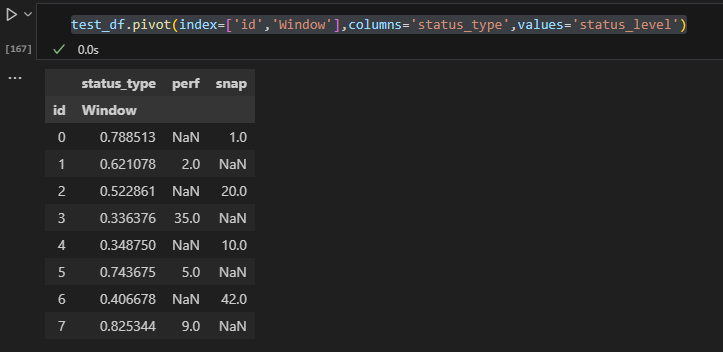 test_df.pivot(index=['id','Window'],columns='status_type',values='status_level')
[167]
0.0s
...
status_type perf snap
id Window
0 0.788513 NaN 1.0
1 0.621078 2.0 NaN
2 0.522861 NaN 20.0
3 0.336376 35.0 NaN
4 0.348750 NaN 10.0
5 0.743675 5.0 NaN
6 0.406678 NaN 42.0
7 0.825344 9.0 NaN